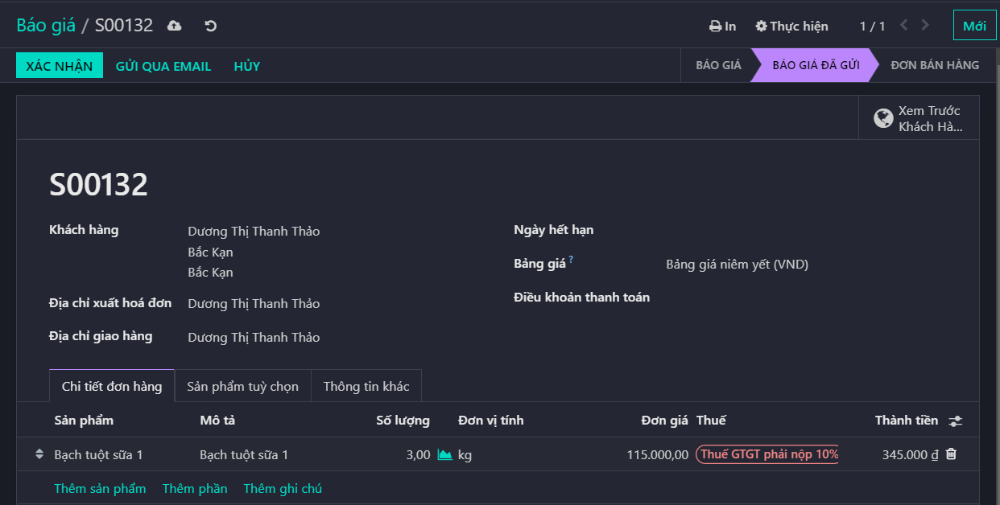 Báo giá / S00132
In
Thực hiện
1 / 1
Mới
XÁC NHẬN
GỬI QUA EMAIL
HỦY
BÁO GIÁ
BÁO GIÁ ĐÃ GỬI
ĐƠN BÁN HÀNG
Xem Trước
Khách Hà...
S00132
Khách hàng
Dương Thị Thanh Thảo
Bắc Kạn
Bắc Kạn
Địa chỉ xuất hoá đơn
Dương Thị Thanh Thảo
Địa chỉ giao hàng
Dương Thị Thanh Thảo
Ngày hết hạn
Bảng giá ?
Bảng giá niêm yết (VND)
Điều khoản thanh toán
Chi tiết đơn hàng
Sản phẩm tuỳ chọn
Thông tin khác
Sản phẩm
Mô tả
Số lượng
Đơn vị tính
Đơn giá
Thuế
Thành tiền
Bạch tuột sữa 1
Bạch tuột sữa 1
3,00
kg
115.000,00
Thuế GTGT phải nộp 10%
345.000 ₫
Thêm sản phẩm
Thêm phần
Thêm ghi chú